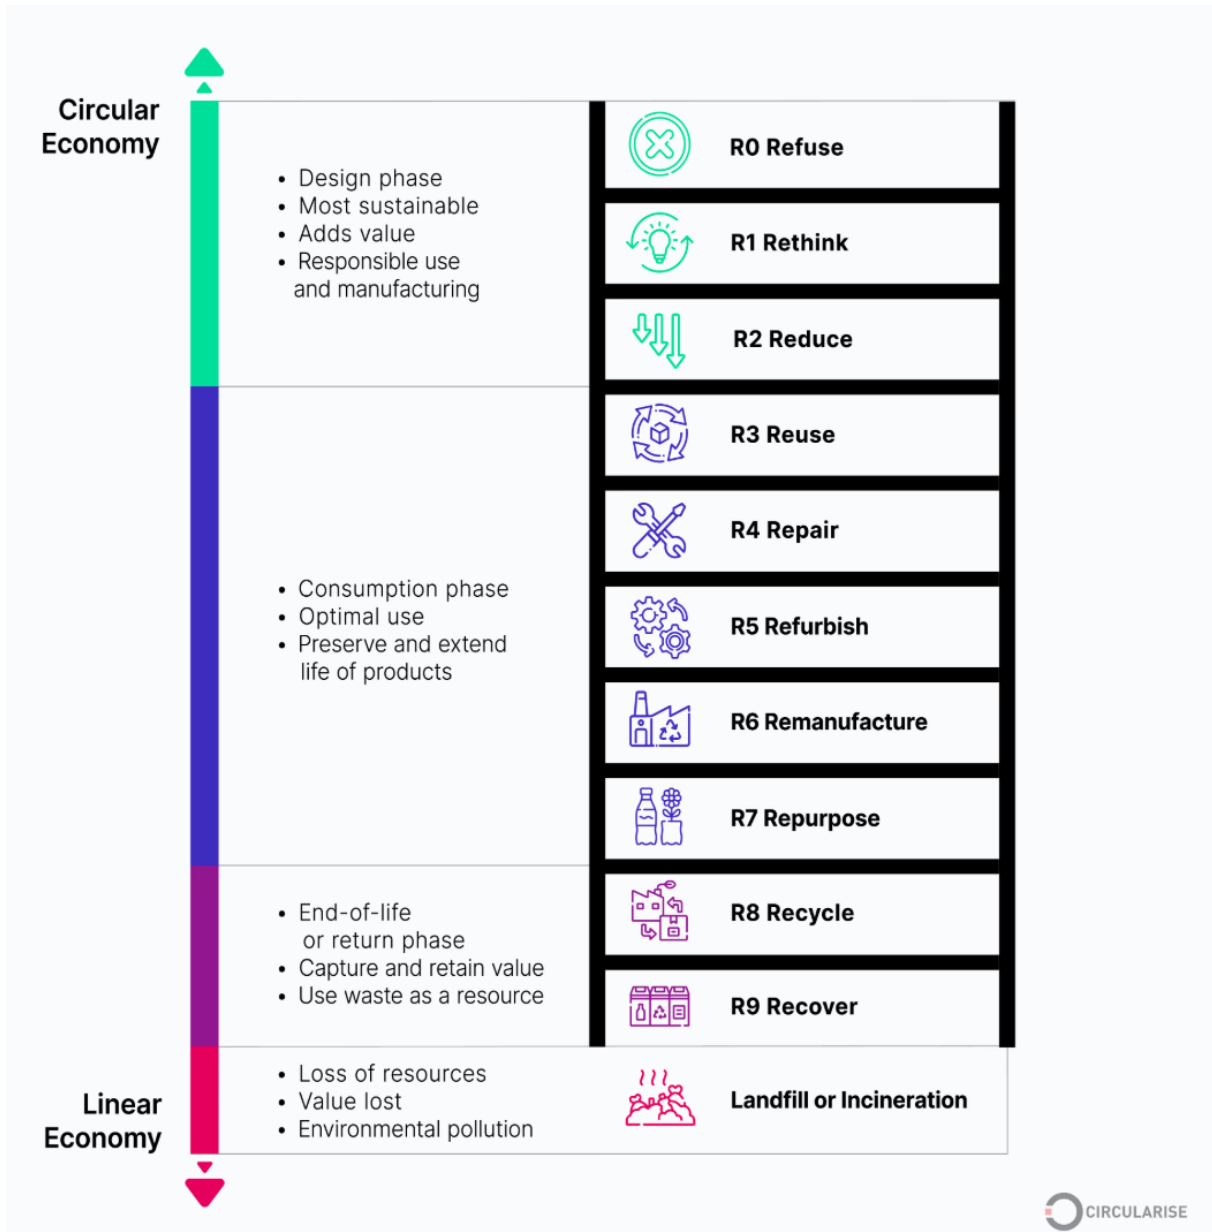 Circular
Economy
• Design phase
• Most sustainable
• Adds value
• Responsible use
and manufacturing
R0 Refuse
R1 Rethink
R2 Reduce
• Consumption phase
• Optimal use
• Preserve and extend
life of products
R3 Reuse
R4 Repair
R5 Refurbish
R6 Remanufacture
R7 Repurpose
• End-of-life
or return phase
• Capture and retain value
• Use waste as a resource
R8 Recycle
R9 Recover
Linear
Economy
• Loss of resources
• Value lost
• Environmental pollution
Landfill or Incineration
CIRCULARISE